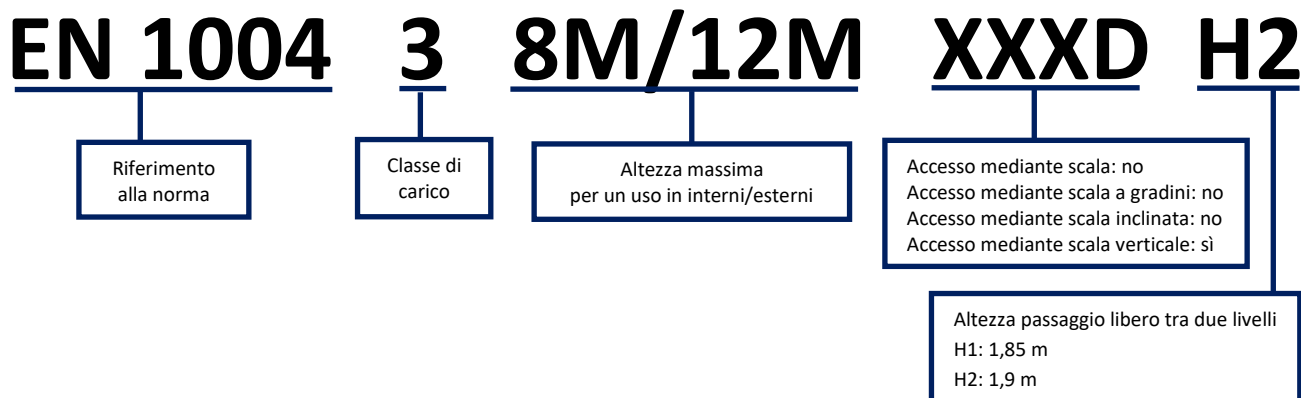 EN 1004 3 8M/12M XXXD H2
Riferimento
alla norma
Classe di
carico
Altezza massima
per un uso in interni/esterni
Accesso mediante scala: no
Accesso mediante scala a gradini: no
Accesso mediante scala inclinata: no
Accesso mediante scala verticale: sì
Altezza passaggio libero tra due livelli
H1: 1,85 m
H2: 1,9 m